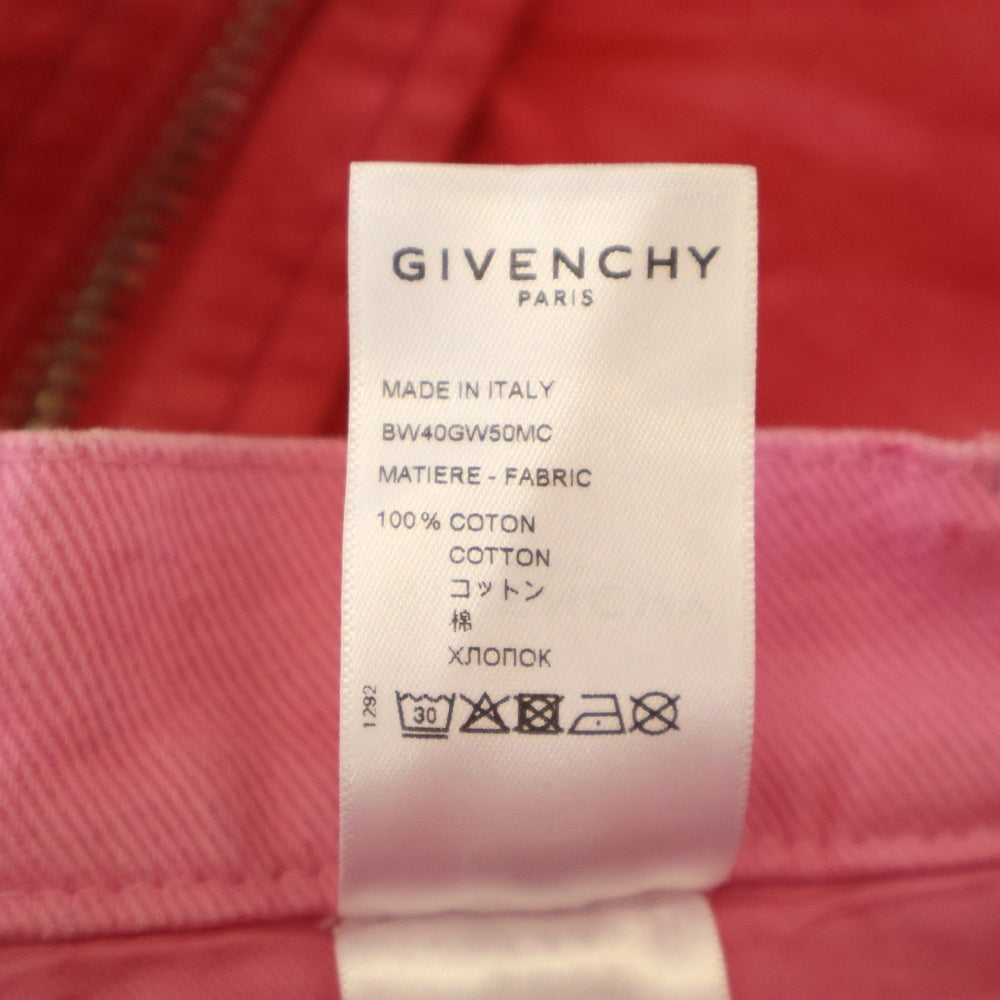 GIVENCHY
PARIS
MADE IN ITALY
BW40GW50MC
MATIERE - FABRIC
100% COTON
COTTON
コットン
棉
ХЛОПОК
1292
30